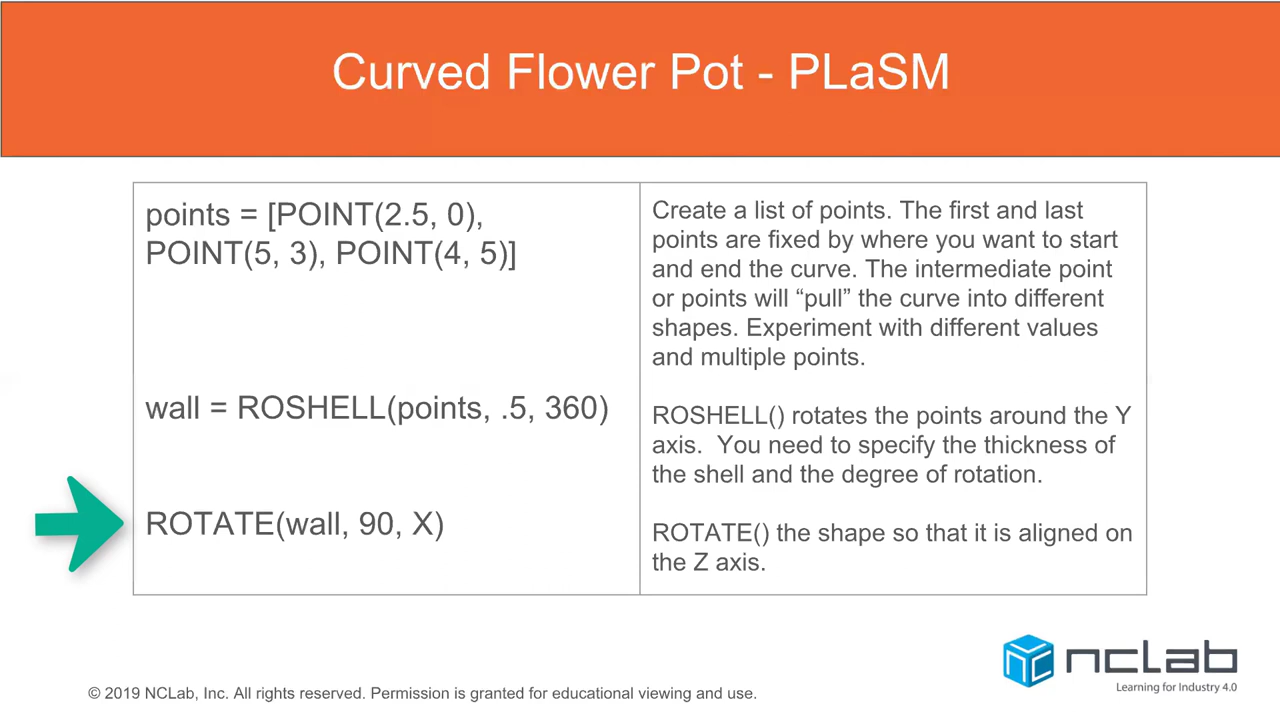 Curved Flower Pot - PLaSM
points = [POINT(2.5, 0),
POINT(5, 3), POINT(4, 5)]
wall = ROSHELL(points, .5, 360)
ROTATE(wall, 90, X)
Create a list of points. The first and last
points are fixed by where you want to start
and end the curve. The intermediate point
or points will “pull” the curve into different
shapes. Experiment with different values
and multiple points.
ROSHELL() rotates the points around the Y
axis.  You need to specify the thickness of
the shell and the degree of rotation.
ROTATE() the shape so that it is aligned on
the Z axis.
nclab
Learning for Industry 4.0
© 2019 NCLab, Inc. All rights reserved. Permission is granted for educational viewing and use.